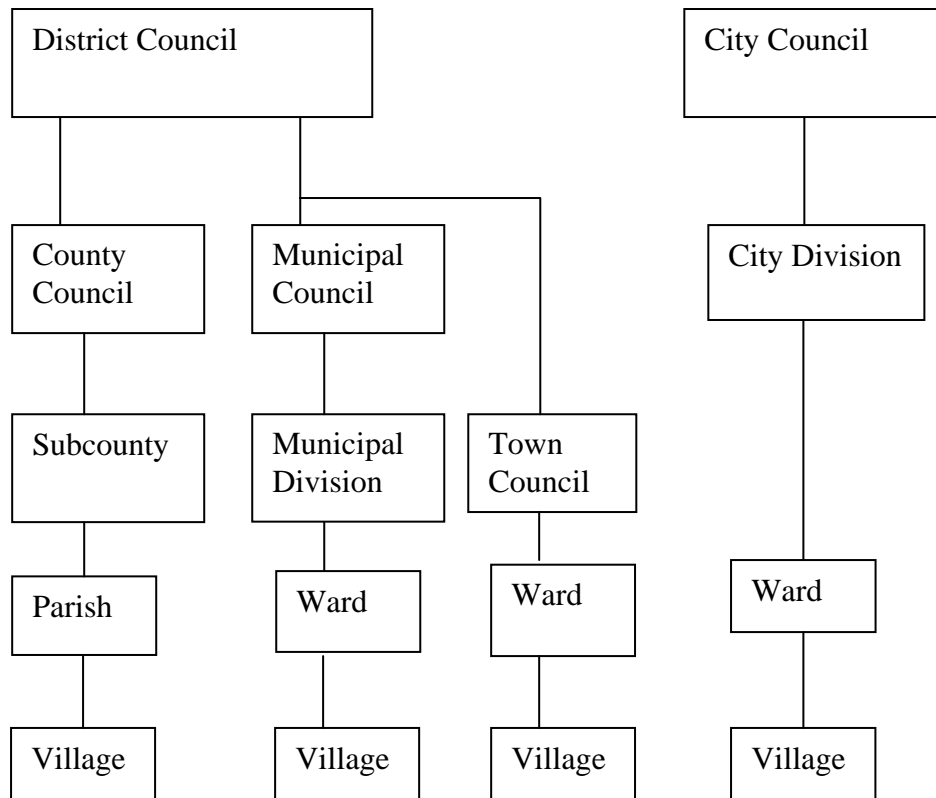 District Council
City Council
County
Council
Municipal
Council
City Division
Subcounty
Municipal
Division
Town
Council
Parish
Ward
Ward
Ward
Village
Village
Village
Village